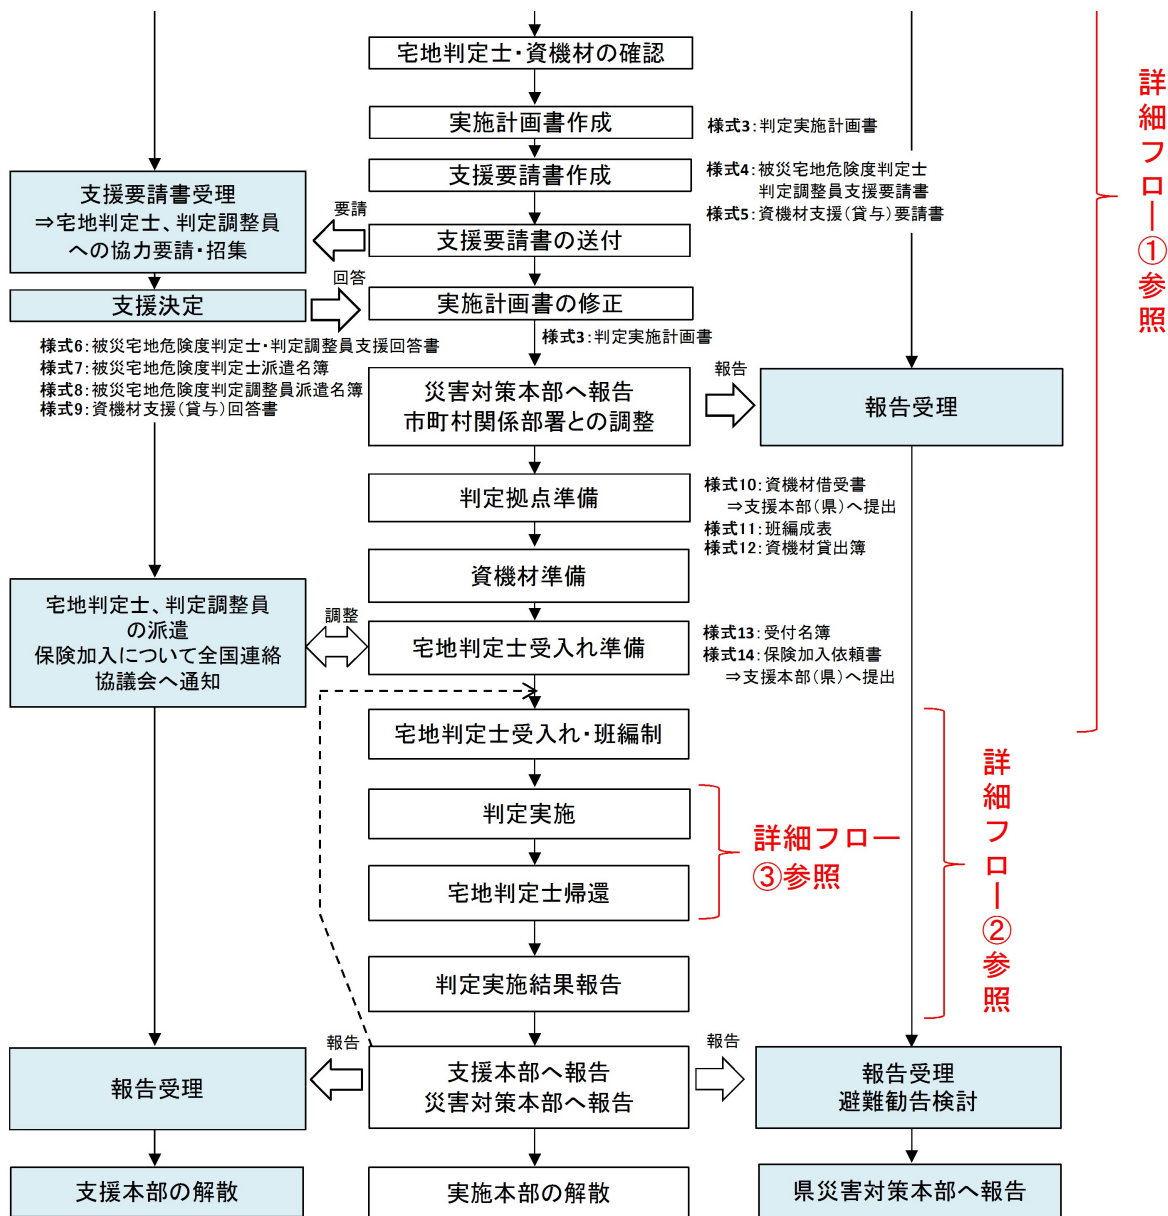 宅地判定士・資機材の確認
実施計画書作成
様式3：判定実施計画書
支援要請書作成
様式4：被災宅地危険度判定士
判定調整員支援要請書
様式5：資機材支援（貸与）要請書
支援要請書受理
⇒宅地判定士、判定調整員
への協力要請・招集
要請
支援要請書の送付
支援決定
回答
実施計画書の修正
様式3：判定実施計画書
様式6：被災宅地危険度判定士・判定調整員支援回答書
様式7：被災宅地危険度判定士派遣名簿
様式8：被災宅地危険度判定調整員派遣名簿
様式9：資機材支援（貸与）回答書
災害対策本部へ報告
市町村関係部署との調整
報告
報告受理
判定拠点準備
様式10：資機材借受書
⇒支援本部（県）へ提出
様式11：班編成表
様式12：資機材貸出簿
資機材準備
宅地判定士、判定調整員
の派遣
保険加入について全国連絡
協議会へ通知
調整
宅地判定士受入れ準備
様式13：受付名簿
様式14：保険加入依頼書
⇒支援本部（県）へ提出
詳細フロー①参照
宅地判定士受入れ・班編制
判定実施
宅地判定士帰還
詳細フロー
③参照
詳細フロー②参照
判定実施結果報告
報告受理
報告
支援本部へ報告
災害対策本部へ報告
報告
報告受理
避難勧告検討
支援本部の解散
実施本部の解散
県災害対策本部へ報告